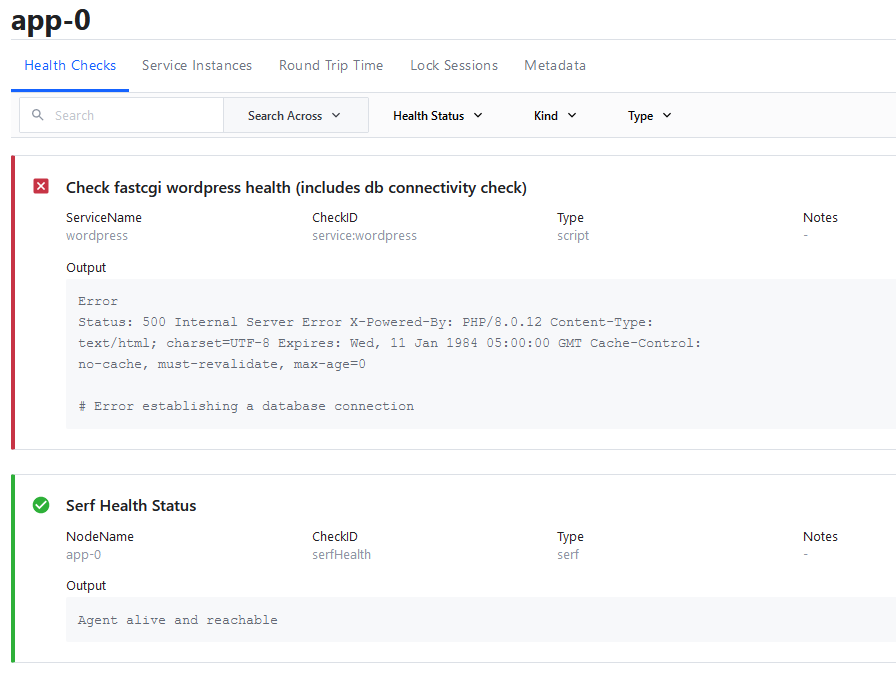 app-0
Health Checks Service Instances Round Trip Time Lock Sessions Metadata
Search Search Across Health Status Kind Type
Check fastcgi wordpress health (includes db connectivity check)
ServiceName CheckID Type Notes
wordpress service:wordpress script -
Output
Error
Status: 500 Internal Server Error X-Powered-By: PHP/8.0.12 Content-Type:
text/html; charset=UTF-8 Expires: Wed, 11 Jan 1984 05:00:00 GMT Cache-Control:
no-cache, must-revalidate, max-age=0
# Error establishing a database connection
Serf Health Status
NodeName CheckID Type Notes
app-0 serfHealth serf -
Output
Agent alive and reachable